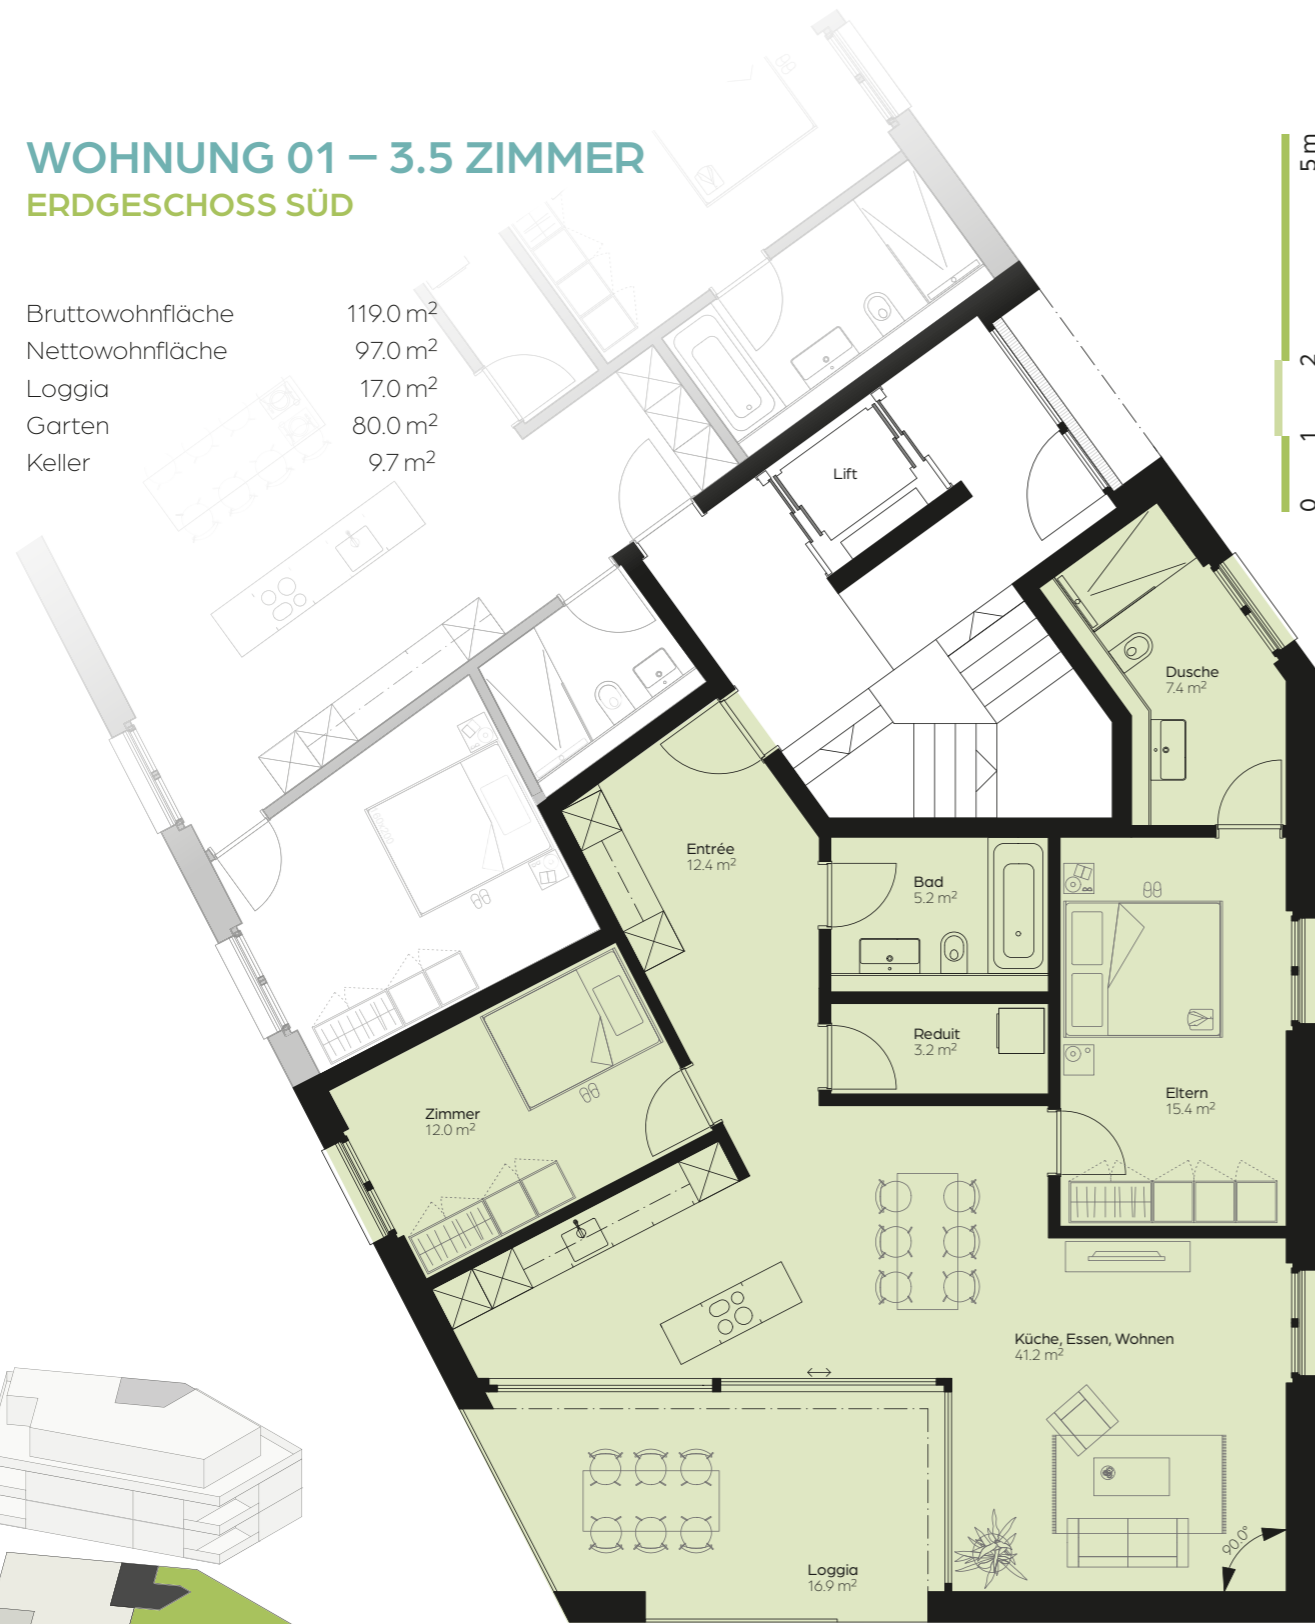 WOHNUNG 01 – 3.5 ZIMMER
ERDGESCHOSS SÜD
Bruttowohnfläche 119.0 m²
Nettowohnfläche 97.0 m²
Loggia 17.0 m²
Garten 80.0 m²
Keller 9.7 m²
5m
2
1
0
Lift
Dusche
7.4 m²
Entrée
12.4 m²
Bad
5.2 m²
Reduit
3.2 m²
Eltern
15.4 m²
Zimmer
12.0 m²
Küche, Essen, Wohnen
41.2 m²
Loggia
16.9 m²
90.0°